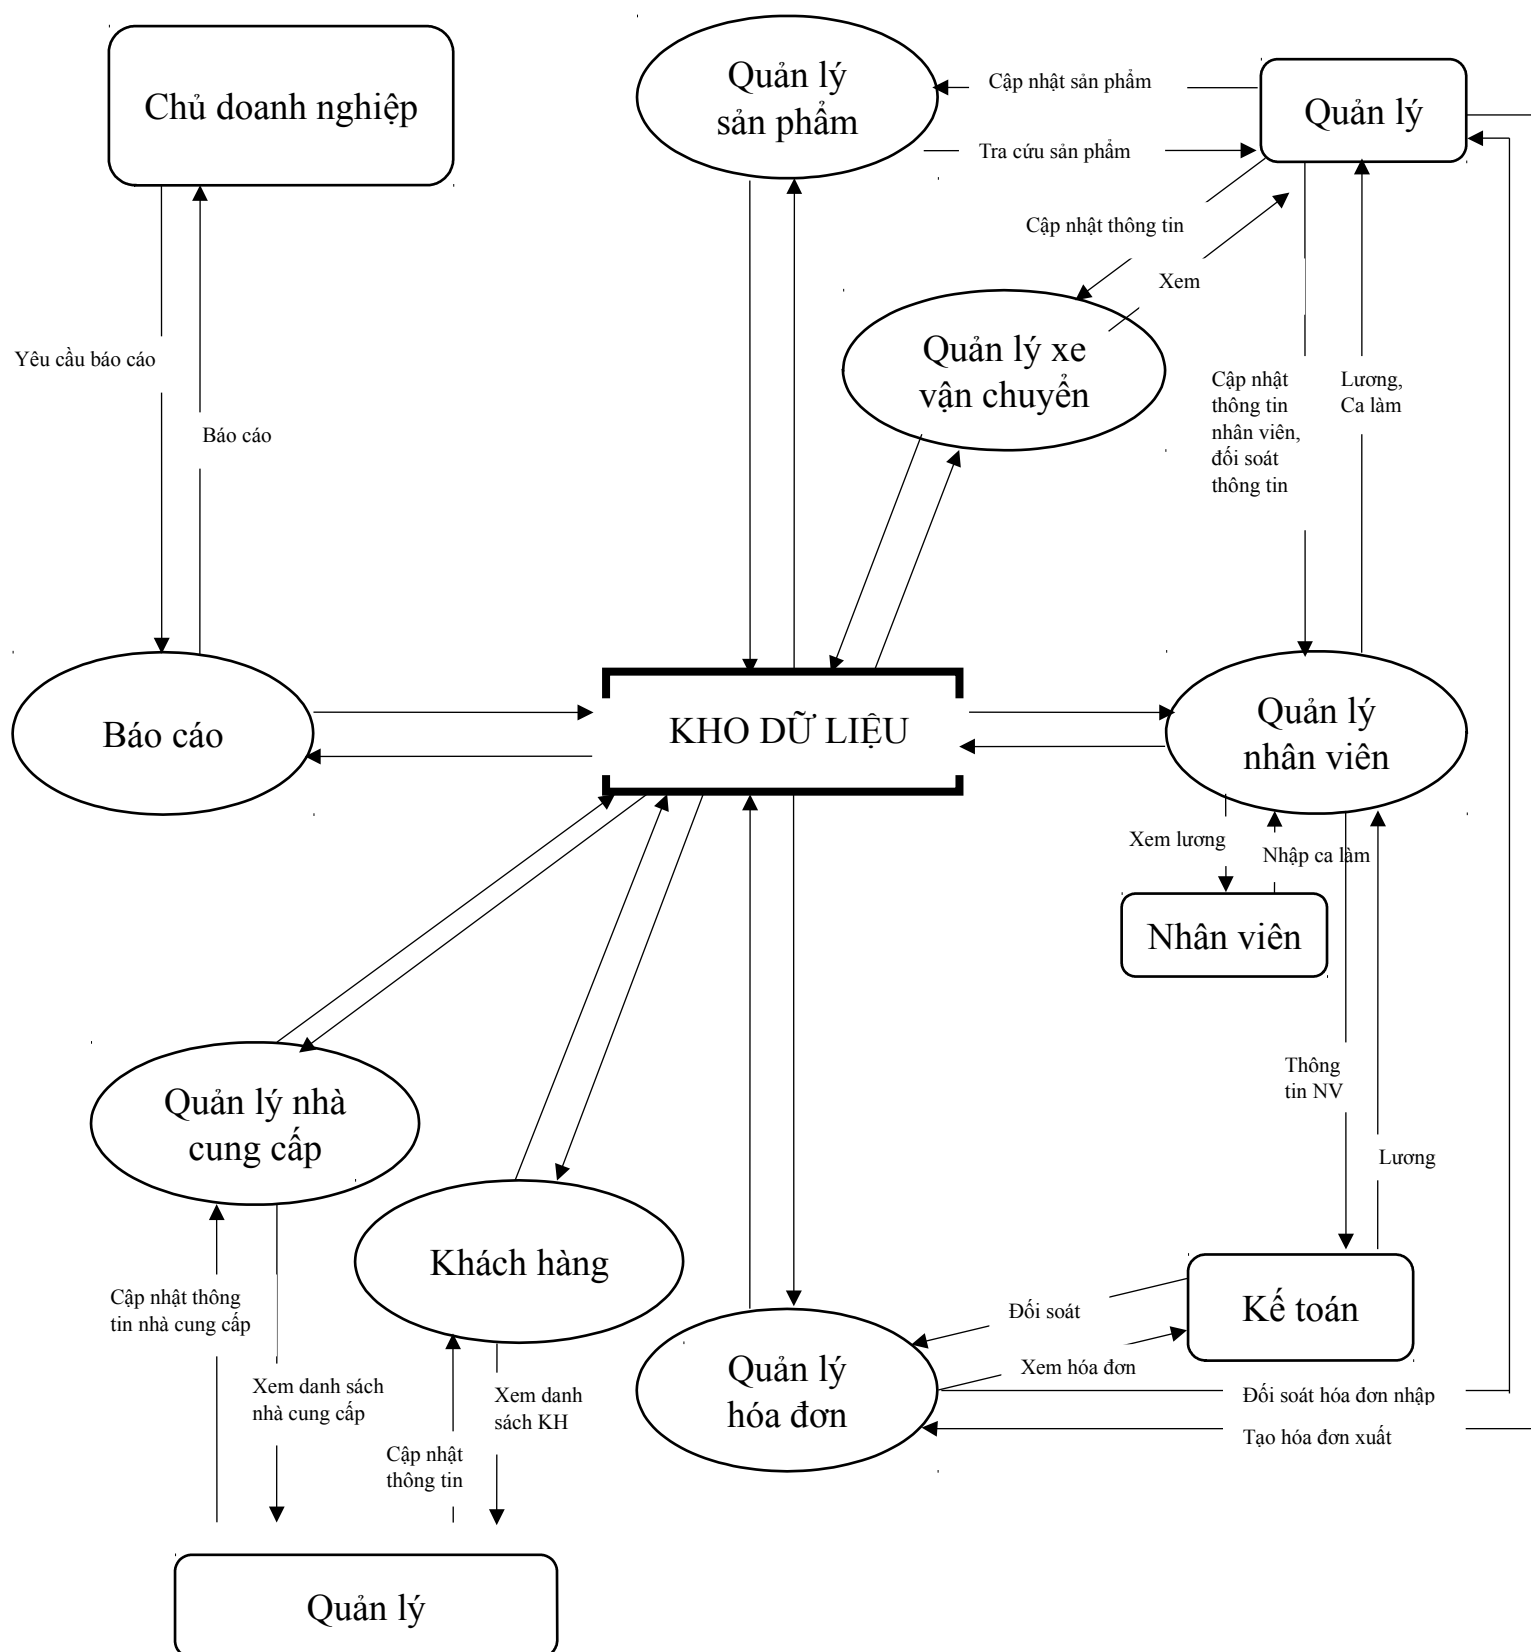 Chủ doanh nghiệp
Quản lý
sản phẩm
Cập nhật sản phẩm
Quản lý
Tra cứu sản phẩm
Cập nhật thông tin
Xem
Quản lý xe
vận chuyển
Yêu cầu báo cáo
Báo cáo
Cập nhật
thông tin
nhân viên,
đối soát
thông tin
Lương,
Ca làm
Báo cáo
KHO DỮ LIỆU
Quản lý
nhân viên
Xem lương
Nhập ca làm
Nhân viên
Quản lý nhà
cung cấp
Thông
tin NV
Lương
Khách hàng
Cập nhật thông
tin nhà cung cấp
Xem danh sách
nhà cung cấp
Cập nhật
thông tin
Xem danh
sách KH
Đối soát
Kế toán
Xem hóa đơn
Quản lý
hóa đơn
Đối soát hóa đơn nhập
Tạo hóa đơn xuất
Quản lý